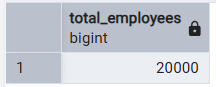 total_employees
bigint
1 20000